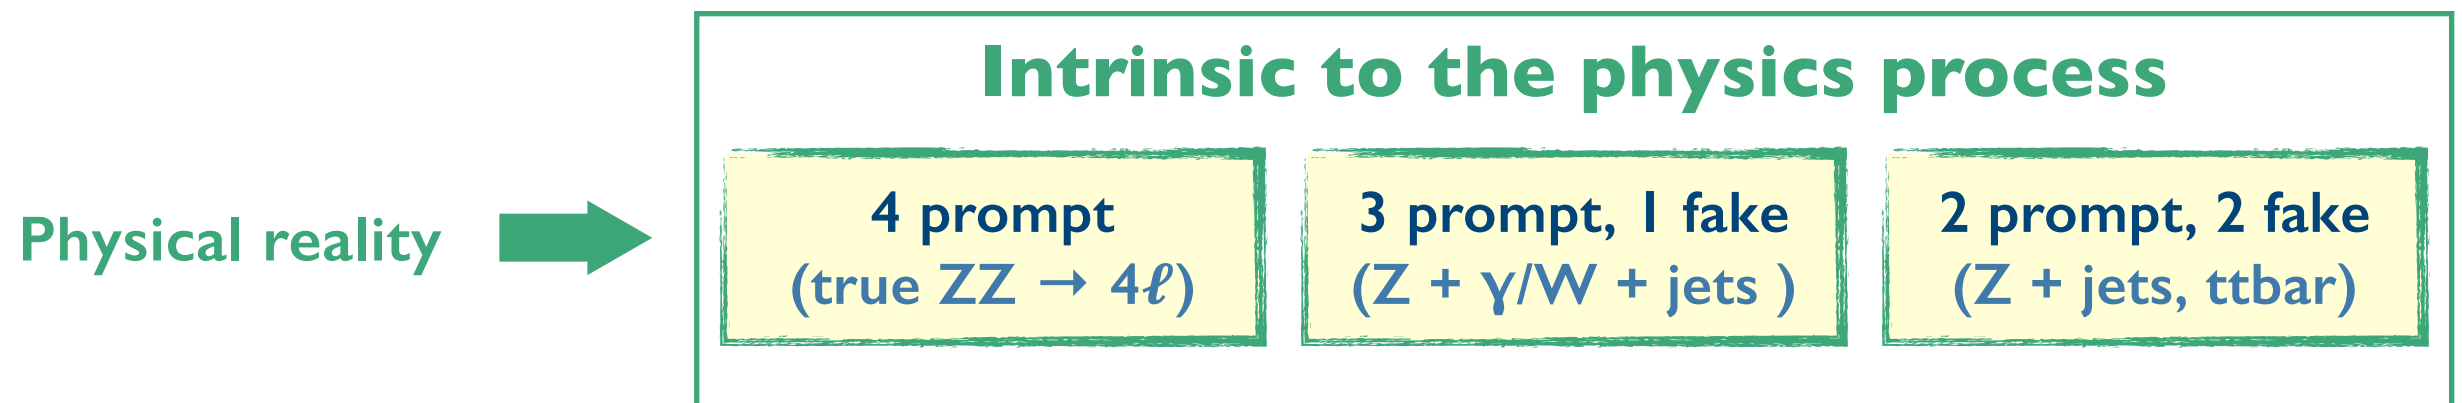 Intrinsic to the physics process
Physical reality
4 prompt
(true ZZ → 4ℓ)
3 prompt, 1 fake
(Z + γ/W + jets )
2 prompt, 2 fake
(Z + jets, ttbar)